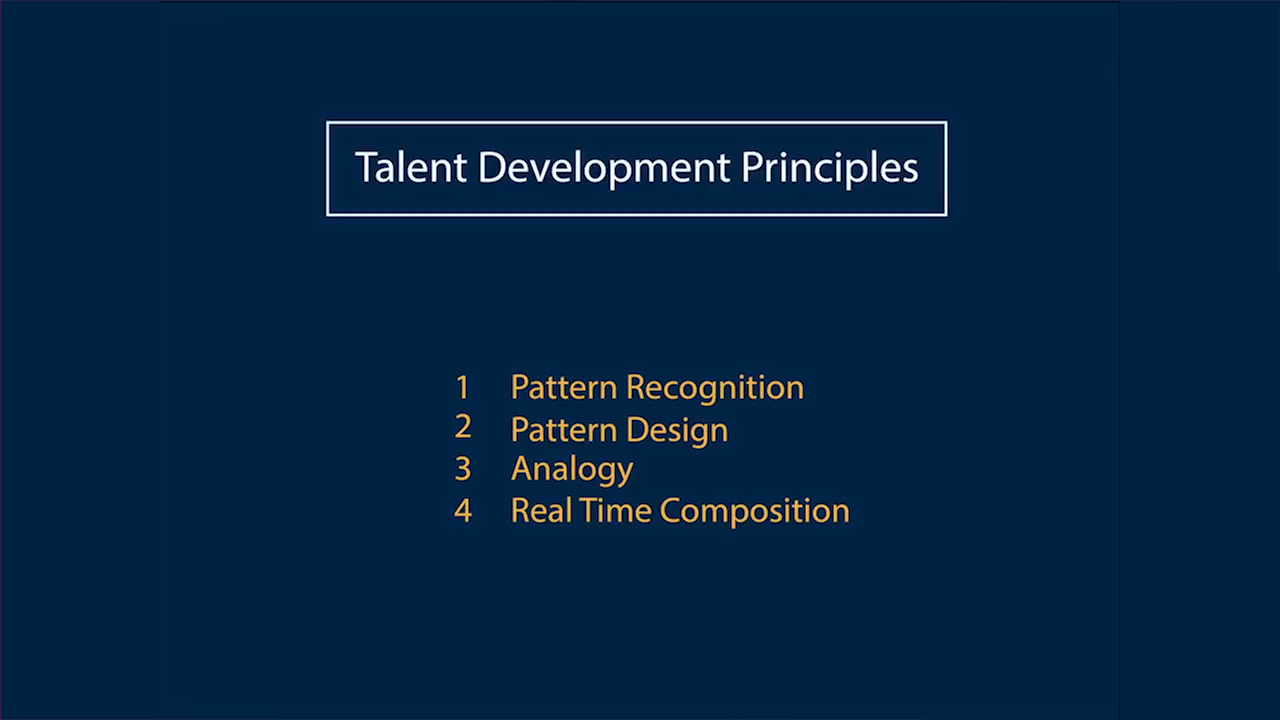 Talent Development Principles
1 Pattern Recognition
2 Pattern Design
3 Analogy
4 Real Time Composition